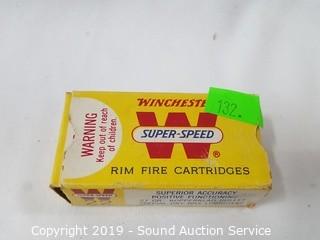 WINCHESTER
132.
WARNING
Keep out of reach
of children.
SUPER-SPEED
W
®
RIM FIRE CARTRIDGES
SUPERIOR ACCURACY
POSITIVE FUNCTIONING
W
Copyright 2019 - Sound Auction Service